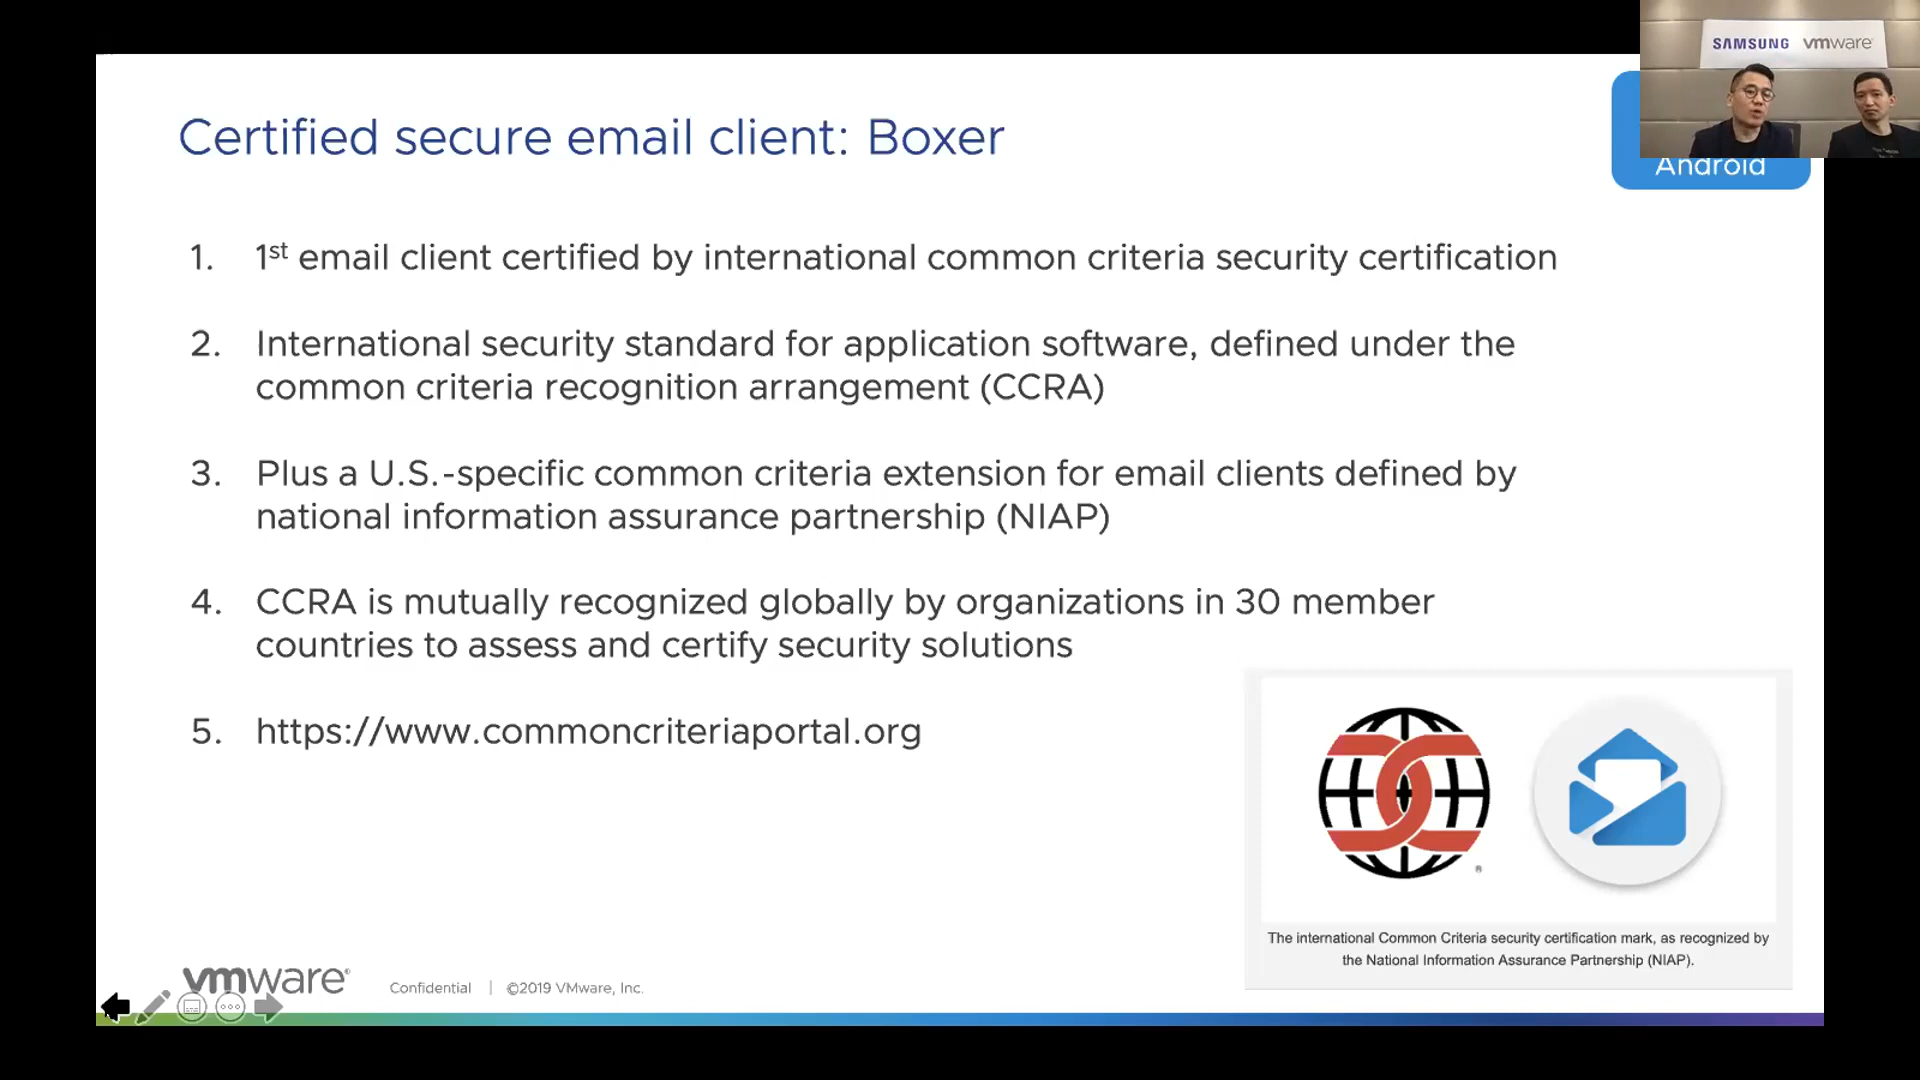 SAMSUNG vmware
Android
Certified secure email client: Boxer
1. 1st email client certified by international common criteria security certification
2. International security standard for application software, defined under the
common criteria recognition arrangement (CCRA)
3. Plus a U.S.-specific common criteria extension for email clients defined by
national information assurance partnership (NIAP)
4. CCRA is mutually recognized globally by organizations in 30 member
countries to assess and certify security solutions
5. https://www.commoncriteriaportal.org
The international Common Criteria security certification mark, as recognized by
the National Information Assurance Partnership (NIAP).
vmware®
Confidential | ©2019 VMware, Inc.